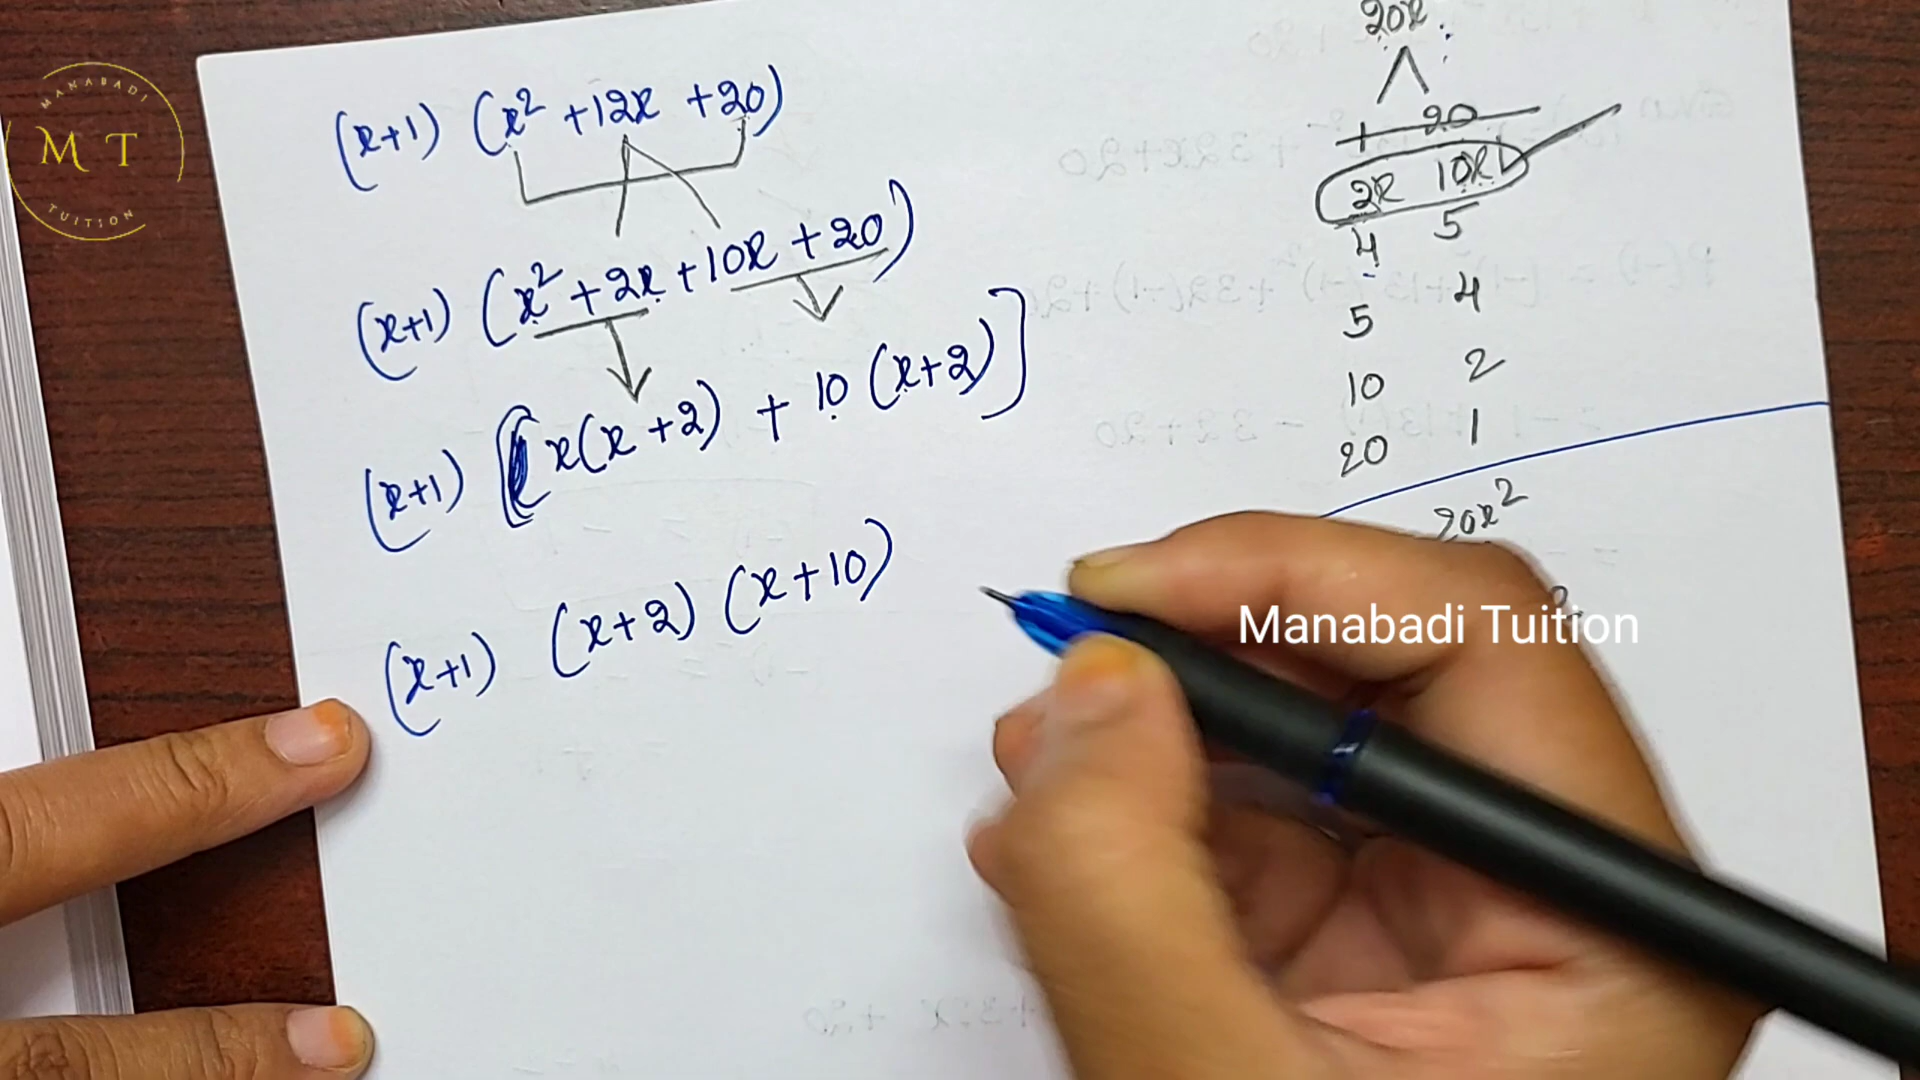 MANABADI
M T
TUITION
(x+1) (x² +12x +20)
(x+1) (x² +2x +10x +20)
(x+1) [x(x+2) + 10 (x+2)]
(x+1) (x+2) (x+10)
20x
1 20
2x 10x
4 5
5 4
10 2
20 1
20x²
Manabadi Tuition